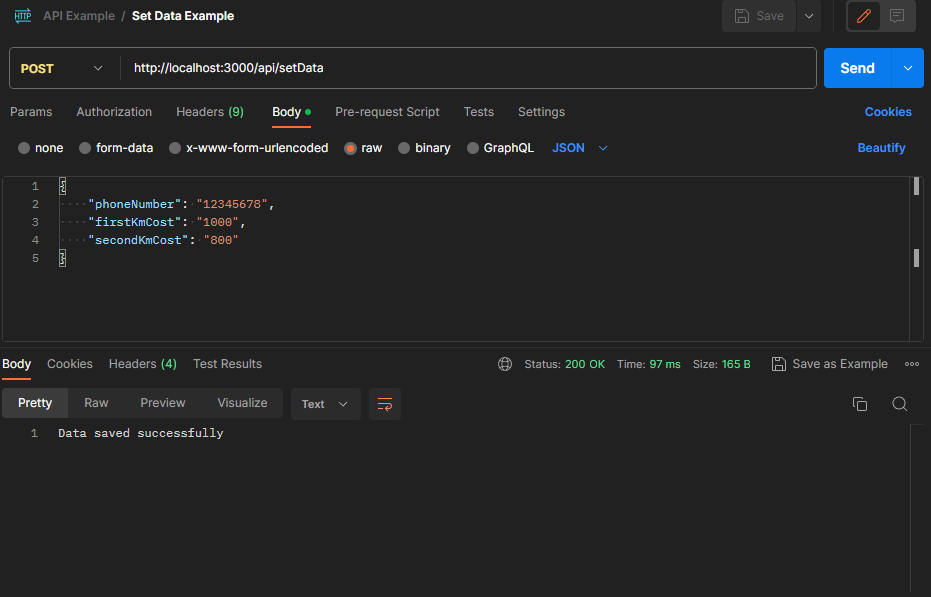 HTTP API Example / Set Data Example Save
POST http://localhost:3000/api/setData Send
Params Authorization Headers (9) Body Pre-request Script Tests Settings Cookies
none form-data x-www-form-urlencoded raw binary GraphQL JSON Beautify
1 {
2 "phoneNumber": "12345678",
3 "firstKmCost": "1000",
4 "secondKmCost": "800"
5 }
Body Cookies Headers (4) Test Results Status: 200 OK Time: 97 ms Size: 165 B Save as Example
Pretty Raw Preview Visualize Text
1 Data saved successfully